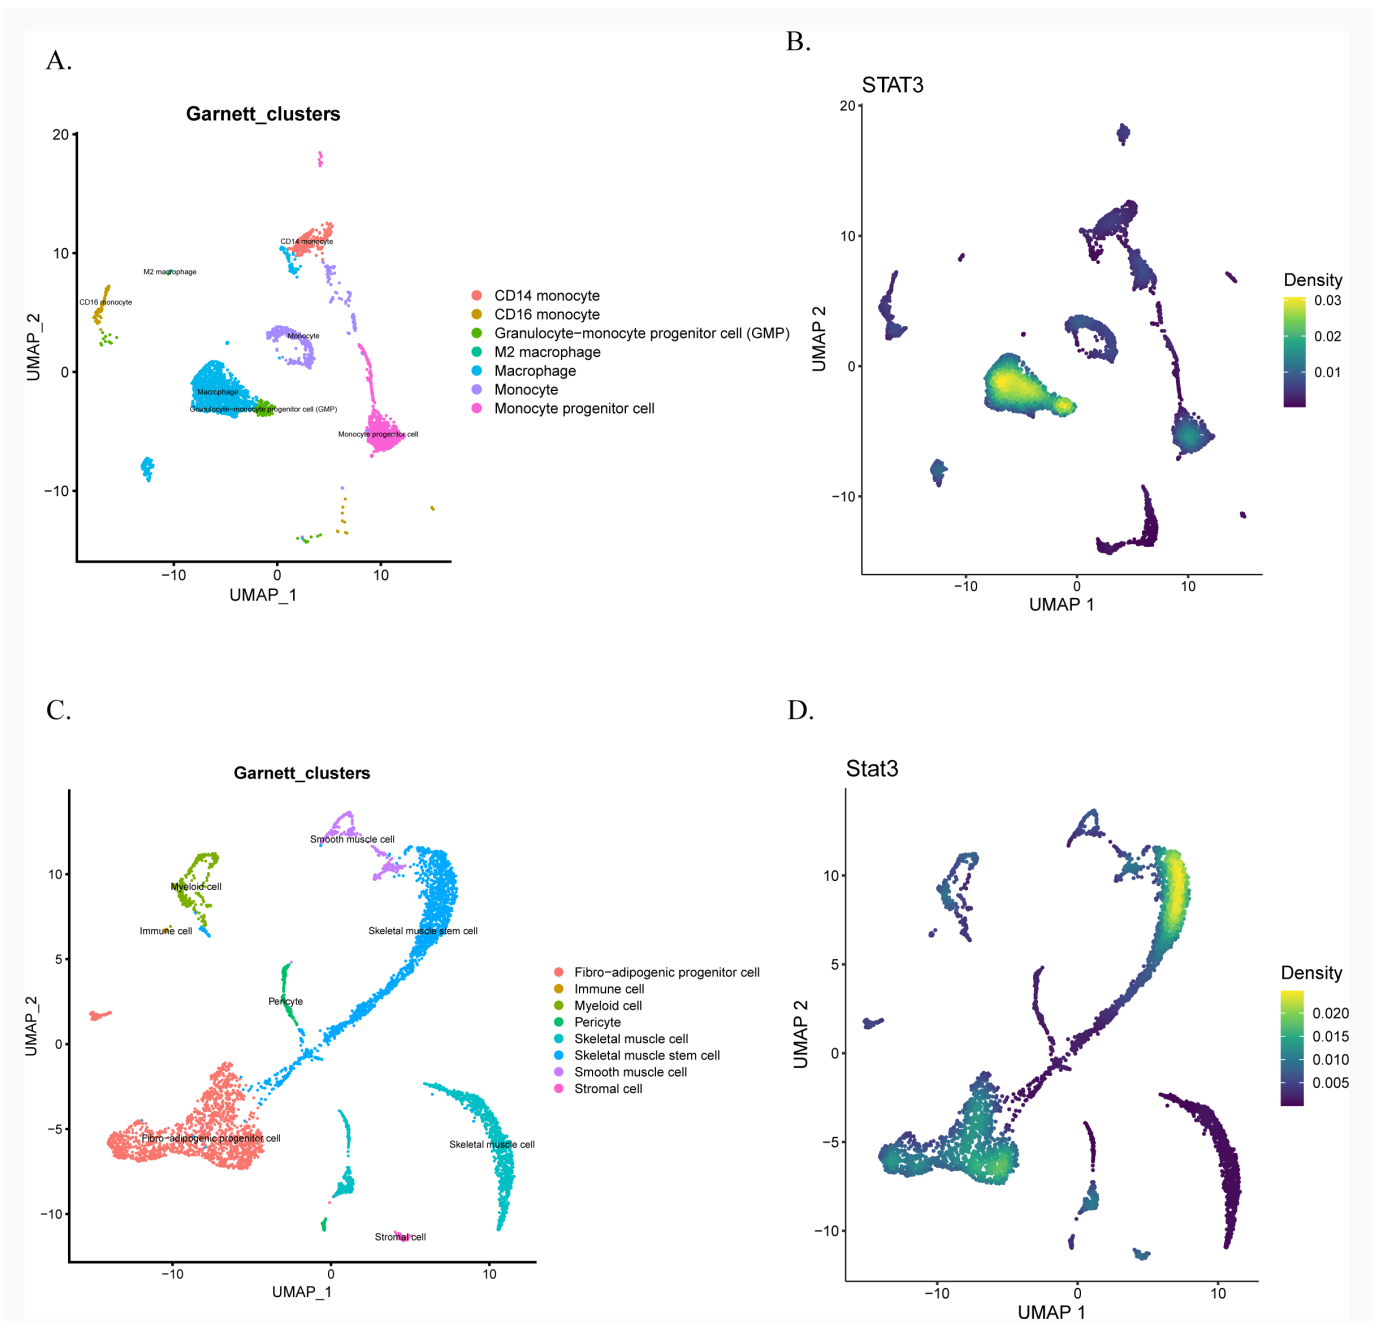 A.
Garnett_clusters
20
10
0
−10
UMAP_2
−10
0
10
UMAP_1
CD14 monocyte
M2 macrophage
CD16 monocyte
Monocyte
Macrophage
Granulocyte−monocyte progenitor cell (GMP)
Monocyte progenitor cell
CD14 monocyte
CD16 monocyte
Granulocyte−monocyte progenitor cell (GMP)
M2 macrophage
Macrophage
Monocyte
Monocyte progenitor cell
B.
STAT3
20
10
0
−10
UMAP 2
−10
0
10
UMAP 1
Density
0.03
0.02
0.01
C.
Garnett_clusters
10
5
0
−5
−10
UMAP_2
−10
0
10
UMAP_1
Smooth muscle cell
Myeloid cell
Immune cell
Skeletal muscle stem cell
Pericyte
Fibro−adipogenic progenitor cell
Skeletal muscle cell
Stromal cell
Fibro−adipogenic progenitor cell
Immune cell
Myeloid cell
Pericyte
Skeletal muscle cell
Skeletal muscle stem cell
Smooth muscle cell
Stromal cell
D.
Stat3
10
5
0
−5
−10
UMAP 2
−10
0
10
UMAP 1
Density
0.020
0.015
0.010
0.005